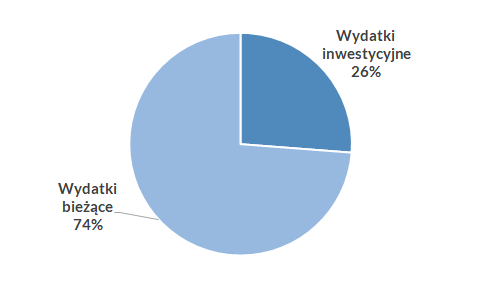 Wydatki
inwestycyjne
26%
Wydatki
bieżące
74%